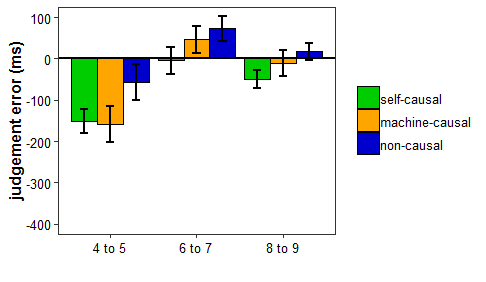 judgement error (ms)
100
0
-100
-200
-300
-400
4 to 5
6 to 7
8 to 9
self-causal
machine-causal
non-causal